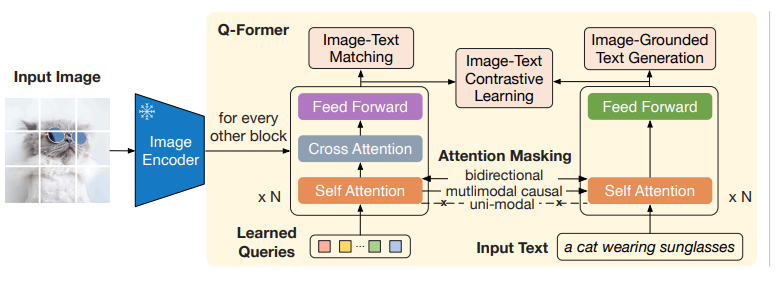 Q-Former
Image-Text
Matching
Image-Text
Contrastive
Learning
Image-Grounded
Text Generation
Input Image
Image
Encoder
for every
other block
Feed Forward
Cross Attention
Self Attention
x N
Attention Masking
bidirectional
mutlimodal causal
uni-modal
x
x
Feed Forward
Self Attention
x N
Learned
Queries
...
Input Text
a cat wearing sunglasses